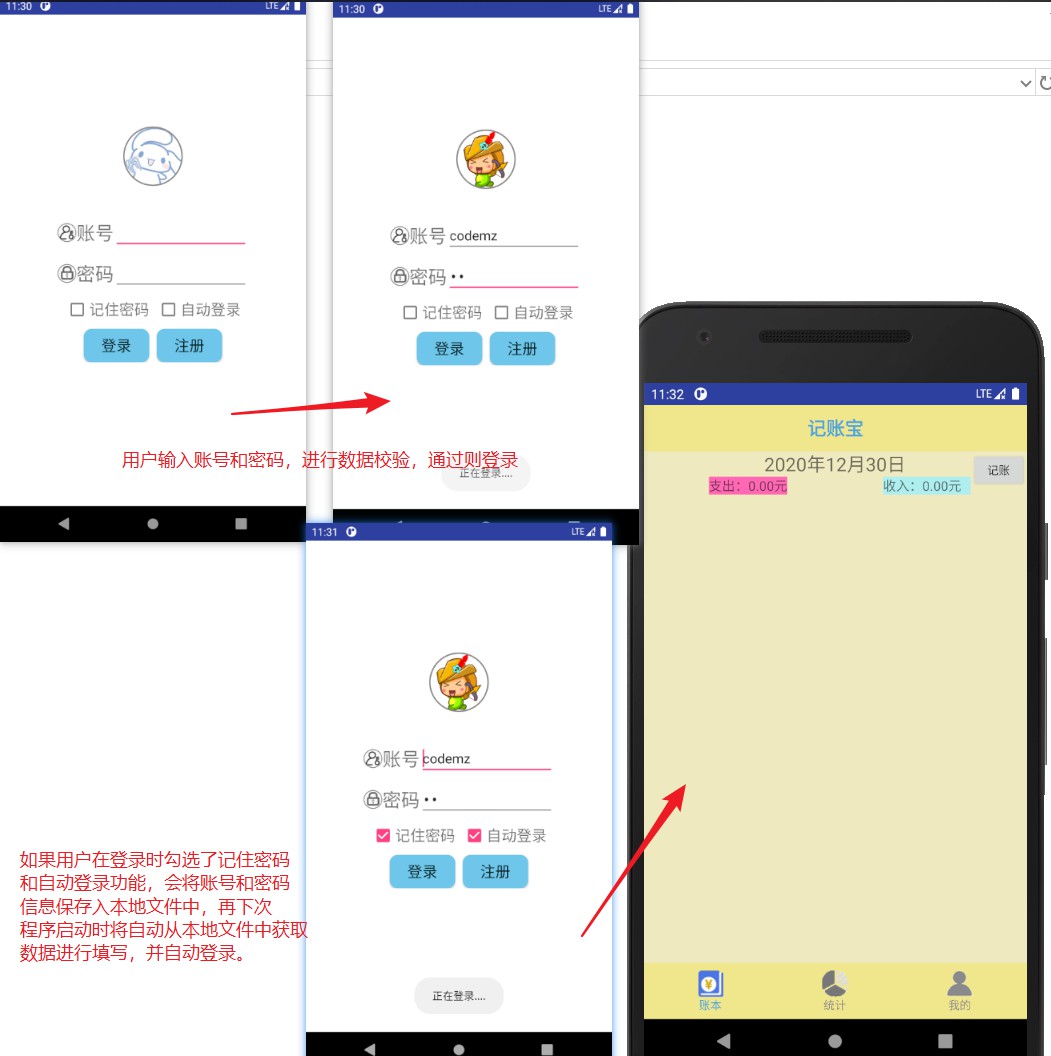 11:30
LTE
账号
密码
记住密码 自动登录
登录 注册
11:30
LTE
账号 codemz
密码 ••
记住密码 自动登录
登录 注册
用户输入账号和密码，进行数据校验，通过则登录
正在登录....
11:31
LTE
账号 codemz
密码 ••
记住密码 自动登录
登录 注册
正在登录....
如果用户在登录时勾选了记住密码
和自动登录功能，会将账号和密码
信息保存入本地文件中，再下次
程序启动时将自动从本地文件中获取
数据进行填写，并自动登录。
11:32
LTE
记账宝
2020年12月30日
记账
支出：0.00元 收入：0.00元
账本 统计 我的